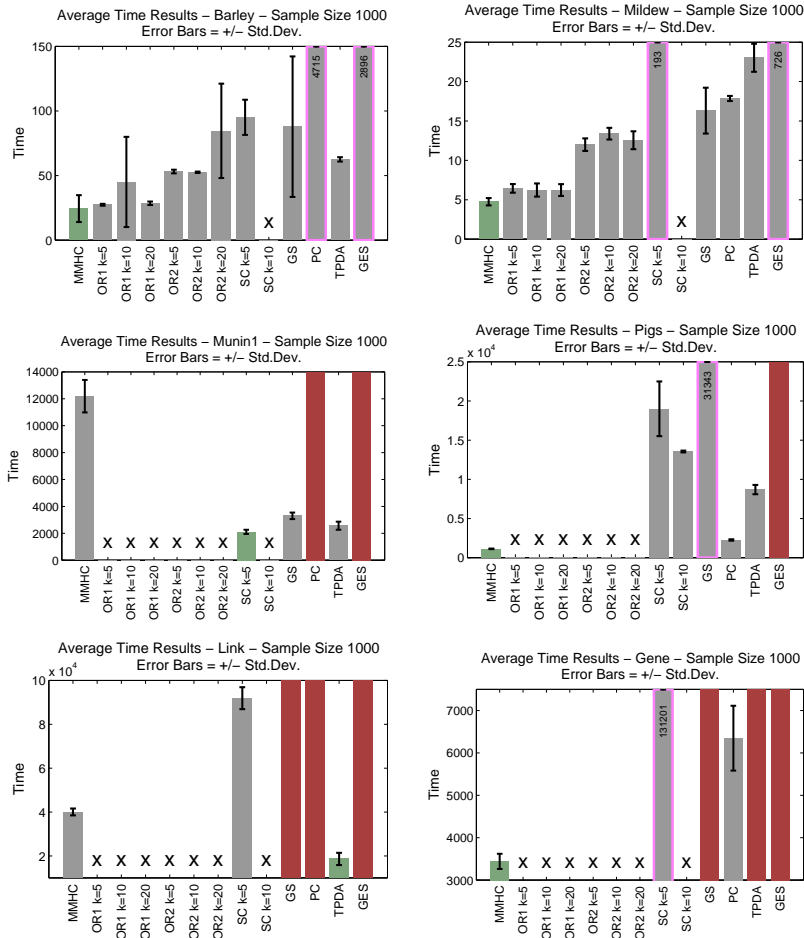 Average Time Results – Barley – Sample Size 1000
Error Bars = +/– Std.Dev.
150
100
50
0
Time
4715
2896
X
MMHC
OR1 k=5
OR1 k=10
OR1 k=20
OR2 k=5
OR2 k=10
OR2 k=20
SC k=5
SC k=10
GS
PC
TPDA
GES
Average Time Results – Mildew – Sample Size 1000
Error Bars = +/– Std.Dev.
25
20
15
10
5
0
Time
193
726
X
MMHC
OR1 k=5
OR1 k=10
OR1 k=20
OR2 k=5
OR2 k=10
OR2 k=20
SC k=5
SC k=10
GS
PC
TPDA
GES
Average Time Results – Munin1 – Sample Size 1000
Error Bars = +/– Std.Dev.
14000
12000
10000
8000
6000
4000
2000
0
Time
X X X X X X X
MMHC
OR1 k=5
OR1 k=10
OR1 k=20
OR2 k=5
OR2 k=10
OR2 k=20
SC k=5
SC k=10
GS
PC
TPDA
GES
Average Time Results – Pigs – Sample Size 1000
Error Bars = +/– Std.Dev.
x 10⁴
2.5
2
1.5
1
0.5
0
Time
31343
X X X X X X
MMHC
OR1 k=5
OR1 k=10
OR1 k=20
OR2 k=5
OR2 k=10
OR2 k=20
SC k=5
SC k=10
GS
PC
TPDA
GES
Average Time Results – Link – Sample Size 1000
Error Bars = +/– Std.Dev.
x 10⁴
10
8
6
4
2
Time
X X X X X X X
MMHC
OR1 k=5
OR1 k=10
OR1 k=20
OR2 k=5
OR2 k=10
OR2 k=20
SC k=5
SC k=10
GS
PC
TPDA
GES
Average Time Results – Gene – Sample Size 1000
Error Bars = +/– Std.Dev.
7000
6000
5000
4000
3000
Time
131201
X X X X X X X
MMHC
OR1 k=5
OR1 k=10
OR1 k=20
OR2 k=5
OR2 k=10
OR2 k=20
SC k=5
SC k=10
GS
PC
TPDA
GES